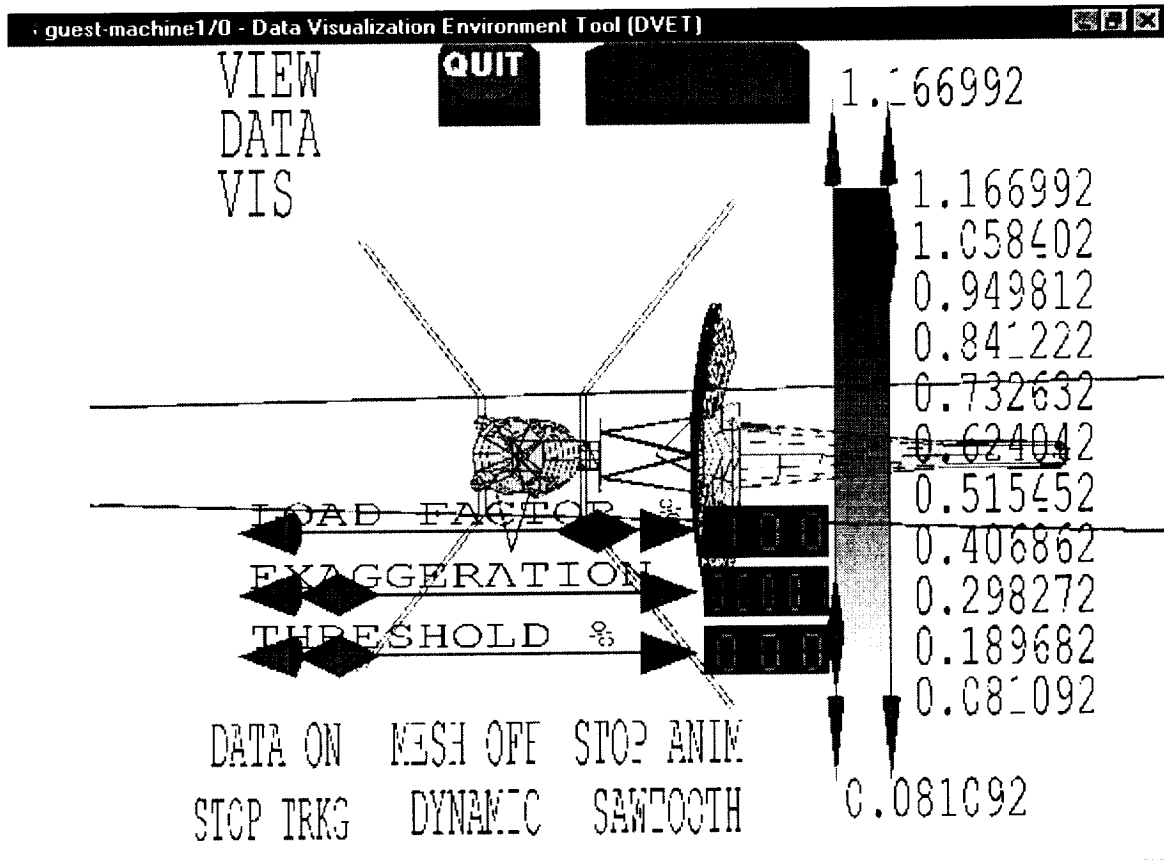 guest-machine1/0 - Data Visualization Environment Tool (DVET)
VIEW
DATA
VIS
QUIT
1.166992
1.166992
1.058402
0.949812
0.841222
0.732632
0.624042
0.515452
0.406862
0.298272
0.189682
0.081092
0.081092
LOAD FACTOR %
EXAGGERATION
THRESHOLD %
DATA ON MESH OFF STOP ANIM
STOP TRKG DYNAMIC SAWTOOTH